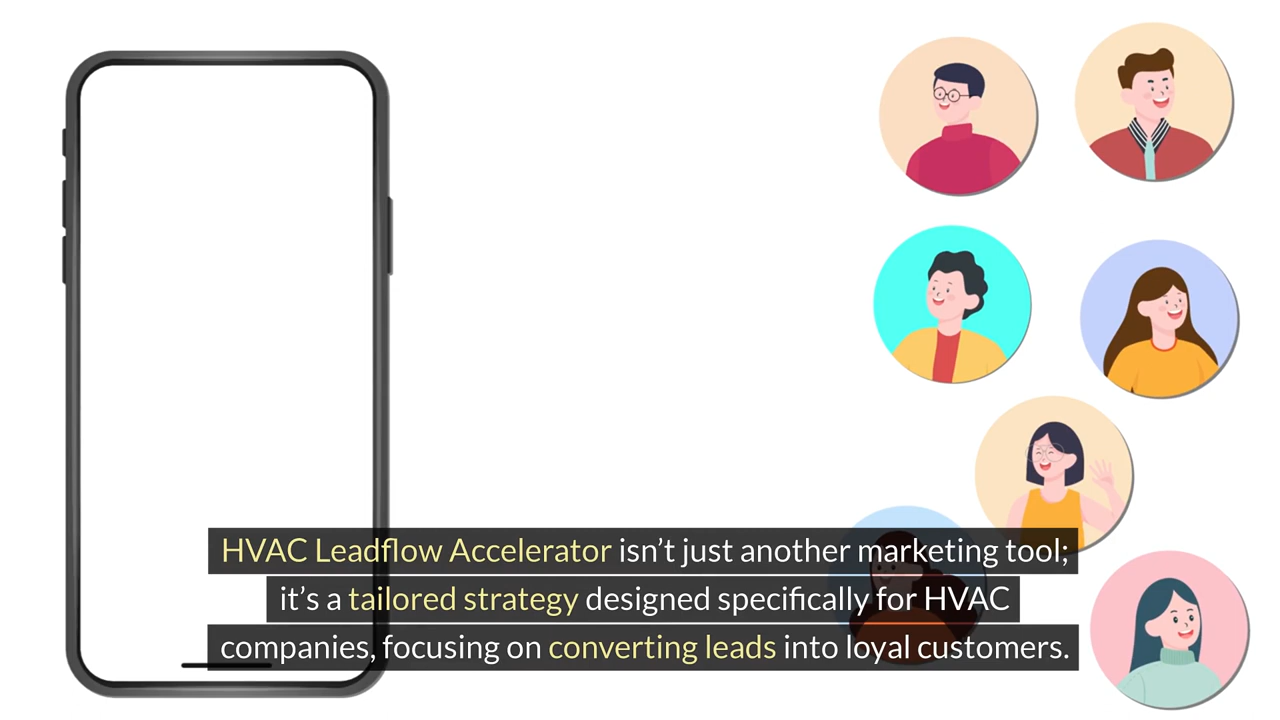 HVAC Leadflow Accelerator isn’t just another marketing tool;
it’s a tailored strategy designed specifically for HVAC
companies, focusing on converting leads into loyal customers.